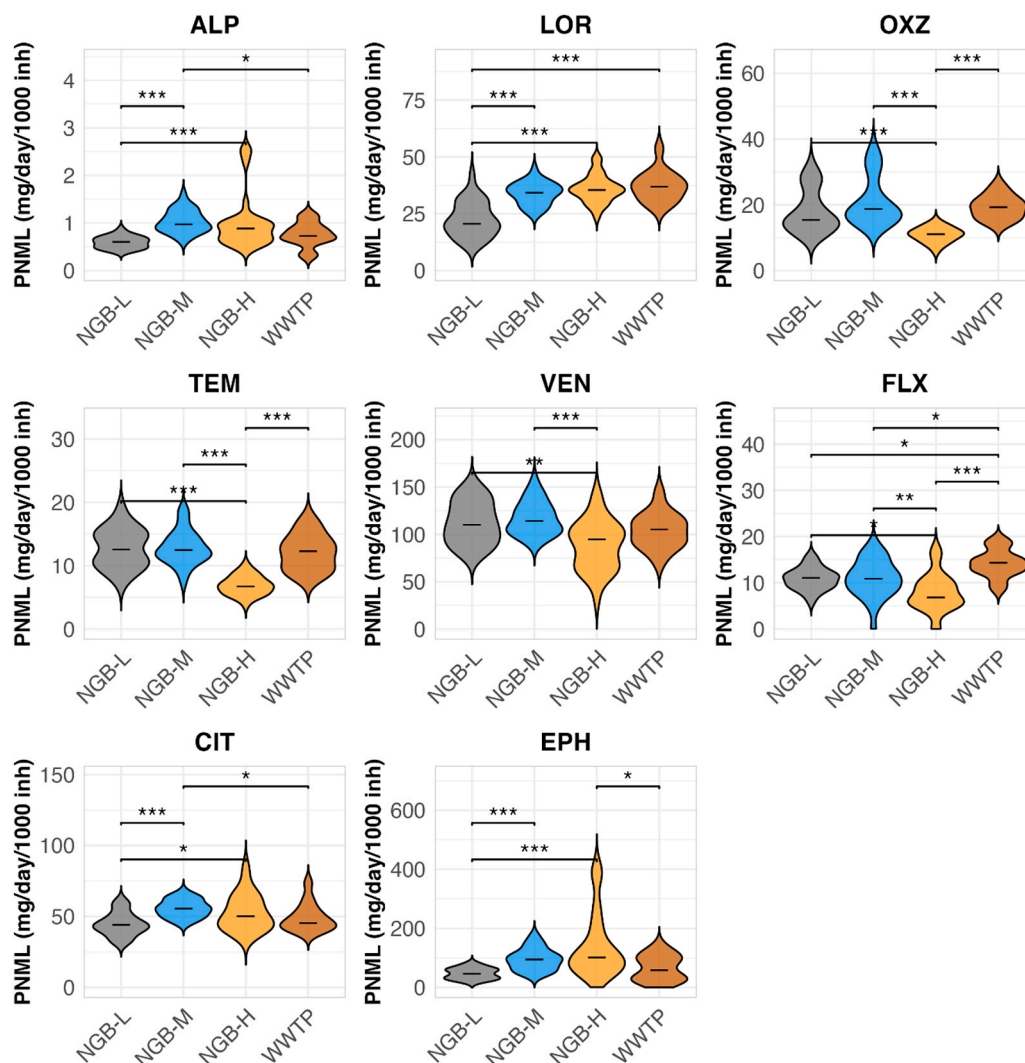 ALP
PNML (mg/day/1000 inh)
4
3
2
1
0
*
***
***
NGB-L
NGB-M
NGB-H
WWTP
LOR
PNML (mg/day/1000 inh)
75
50
25
0
***
***
***
NGB-L
NGB-M
NGB-H
WWTP
OXZ
PNML (mg/day/1000 inh)
60
40
20
0
***
***
***
NGB-L
NGB-M
NGB-H
WWTP
TEM
PNML (mg/day/1000 inh)
30
20
10
0
***
***
***
NGB-L
NGB-M
NGB-H
WWTP
VEN
PNML (mg/day/1000 inh)
200
150
100
50
0
***
**
NGB-L
NGB-M
NGB-H
WWTP
FLX
PNML (mg/day/1000 inh)
40
30
20
10
0
*
*
***
**
*
NGB-L
NGB-M
NGB-H
WWTP
CIT
PNML (mg/day/1000 inh)
150
100
50
0
*
***
*
NGB-L
NGB-M
NGB-H
WWTP
EPH
PNML (mg/day/1000 inh)
600
400
200
0
*
***
***
NGB-L
NGB-M
NGB-H
WWTP